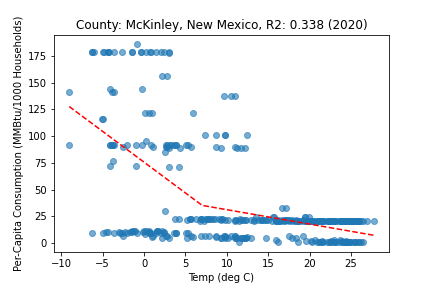 County: McKinley, New Mexico, R2: 0.338 (2020)
Per-Capita Consumption (MMBtu/1000 Households)
175
150
125
100
75
50
25
0
−10 −5 0 5 10 15 20 25
Temp (deg C)